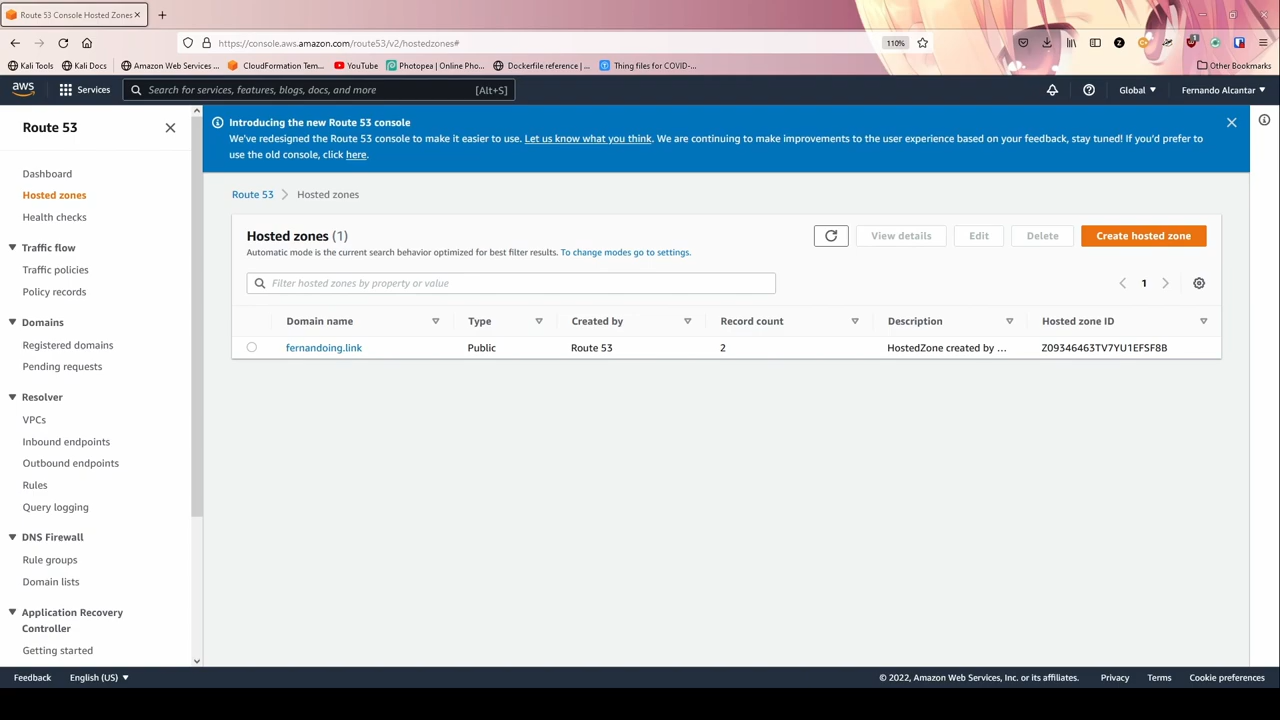 Route 53 Console Hosted Zones
https://console.aws.amazon.com/route53/v2/hostedzones#
110%
Kali Tools
Kali Docs
Amazon Web Services ...
CloudFormation Tem...
YouTube
Photopea | Online Pho...
Dockerfile reference | ...
Thing files for COVID-...
Other Bookmarks
aws
Services
Search for services, features, blogs, docs, and more
[Alt+S]
Global
Fernando Alcantar
Route 53
Dashboard
Hosted zones
Health checks
Traffic flow
Traffic policies
Policy records
Domains
Registered domains
Pending requests
Resolver
VPCs
Inbound endpoints
Outbound endpoints
Rules
Query logging
DNS Firewall
Rule groups
Domain lists
Application Recovery
Controller
Getting started
Introducing the new Route 53 console
We've redesigned the Route 53 console to make it easier to use. Let us know what you think. We are continuing to make improvements to the user experience based on your feedback, stay tuned! If you'd prefer to
use the old console, click here.
Route 53
Hosted zones
Hosted zones (1)
Automatic mode is the current search behavior optimized for best filter results. To change modes go to settings.
View details
Edit
Delete
Create hosted zone
Filter hosted zones by property or value
1
Domain name
Type
Created by
Record count
Description
Hosted zone ID
fernandoing.link
Public
Route 53
2
HostedZone created by ...
Z09346463TV7YU1EFSF8B
Feedback
English (US)
© 2022, Amazon Web Services, Inc. or its affiliates.
Privacy
Terms
Cookie preferences